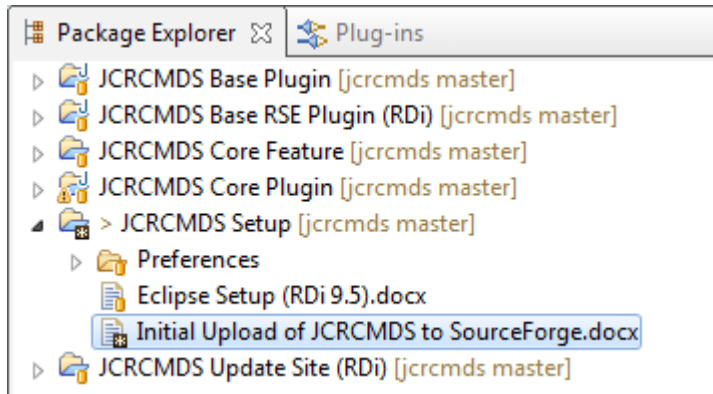 Package Explorer Plug-ins
JCRCMDS Base Plugin [jcrcmds master]
JCRCMDS Base RSE Plugin (RDi) [jcrcmds master]
JCRCMDS Core Feature [jcrcmds master]
JCRCMDS Core Plugin [jcrcmds master]
> JCRCMDS Setup [jcrcmds master]
Preferences
Eclipse Setup (RDi 9.5).docx
Initial Upload of JCRCMDS to SourceForge.docx
JCRCMDS Update Site (RDi) [jcrcmds master]